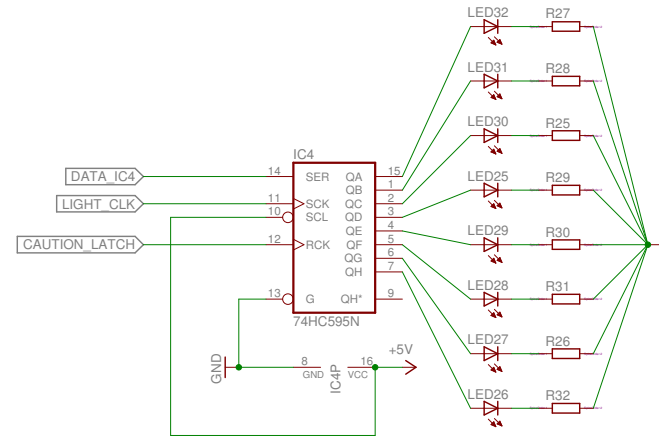 LED32 R27
LED31 R28
LED30 R25
IC4
DATA_IC4 14 SER QA 15
QB 1
LIGHT_CLK 11 SCK QC 2
10 SCL QD 3
LED25 R29
QE 4
CAUTION_LATCH 12 RCK QF 5
LED29 R30
QG 6
QH 7
13 G QH* 9
LED28 R31
74HC595N
GND 8 GND IC4P 16 VCC +5V
LED27 R26
LED26 R32